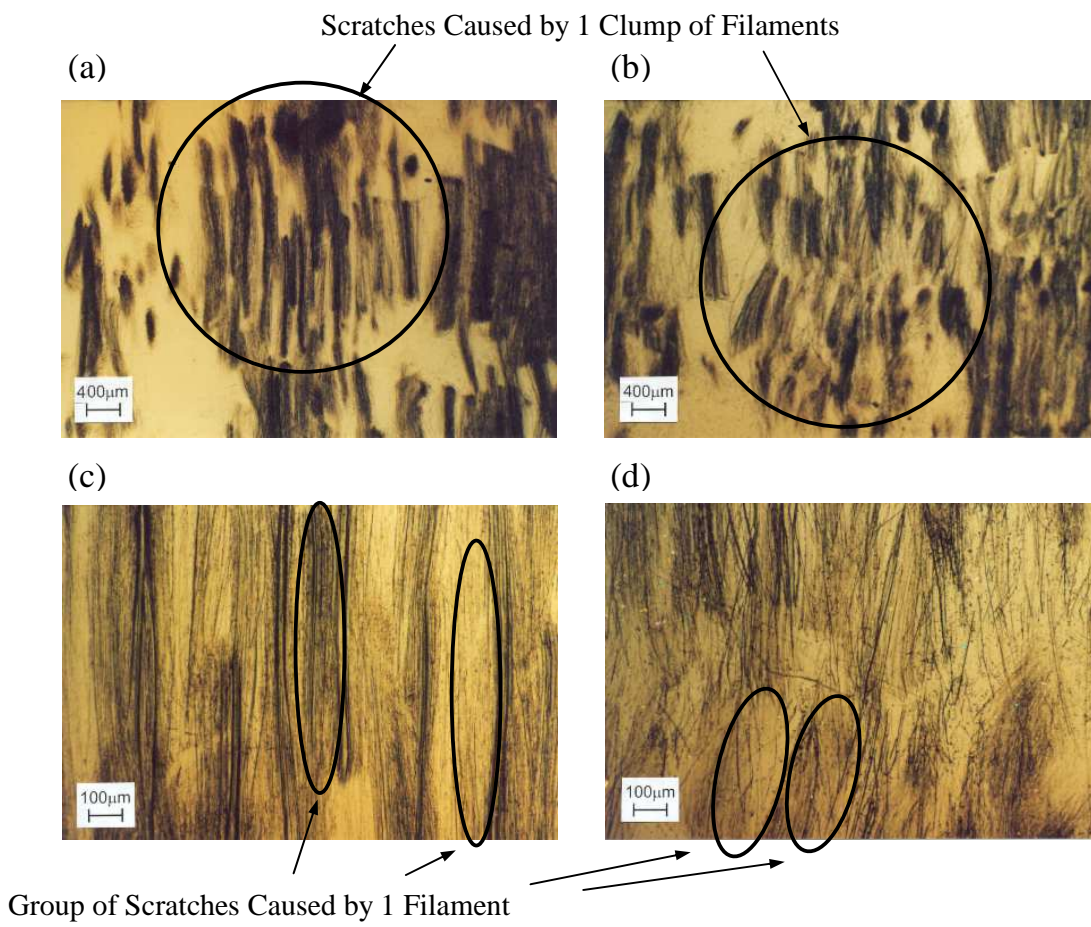 Scratches Caused by 1 Clump of Filaments
(a)
(b)
400μm
400μm
(c)
(d)
100μm
100μm
Group of Scratches Caused by 1 Filament